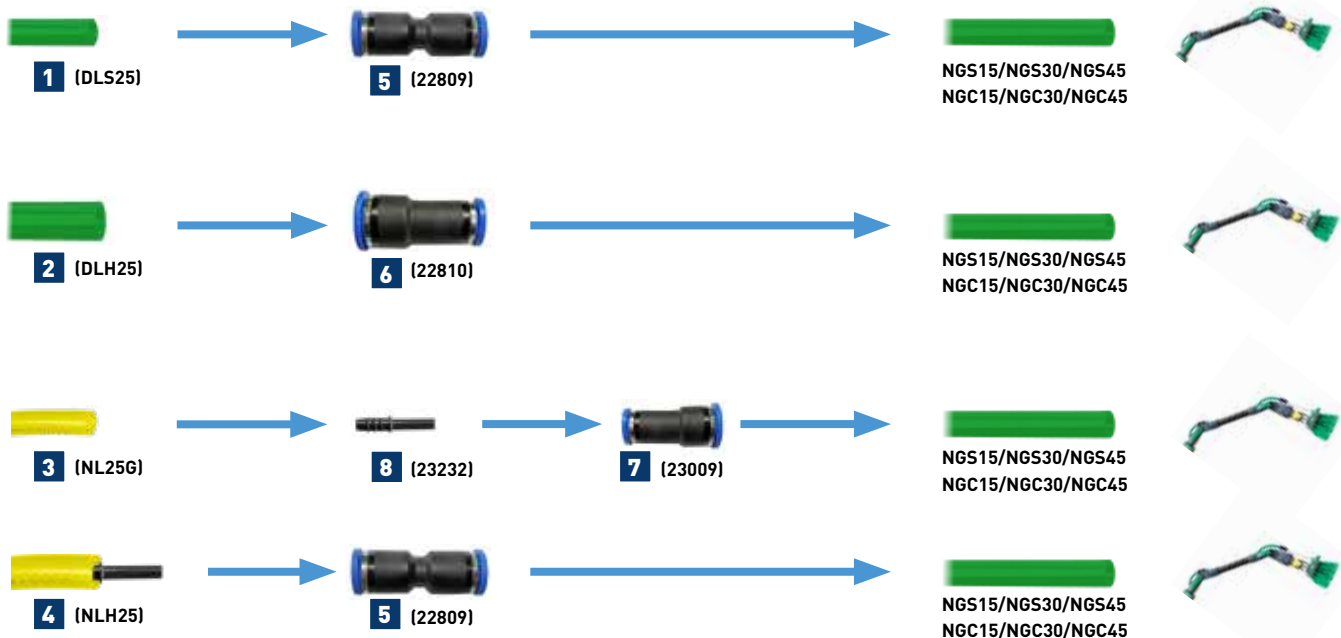 1 (DLS25)
5 (22809)
NGS15/NGS30/NGS45
NGC15/NGC30/NGC45
2 (DLH25)
6 (22810)
NGS15/NGS30/NGS45
NGC15/NGC30/NGC45
3 (NL25G)
8 (23232)
7 (23009)
NGS15/NGS30/NGS45
NGC15/NGC30/NGC45
4 (NLH25)
5 (22809)
NGS15/NGS30/NGS45
NGC15/NGC30/NGC45